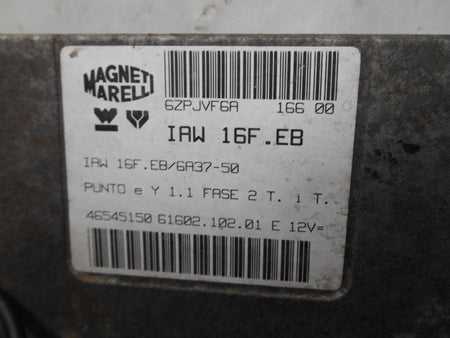 MAGNETI
MARELLI
6ZPJVF6A 166 00
IAW 16F.EB
IAW 16F.EB/6A37-50
PUNTO e Y 1.1 FASE 2 T. i T.
46545150 61602.102.01 E 12V=